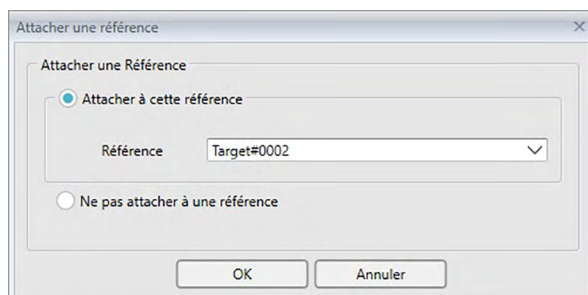 Attacher une référence
Attacher une Référence
Attacher à cette référence
Référence Target#0002
Ne pas attacher à une référence
OK Annuler